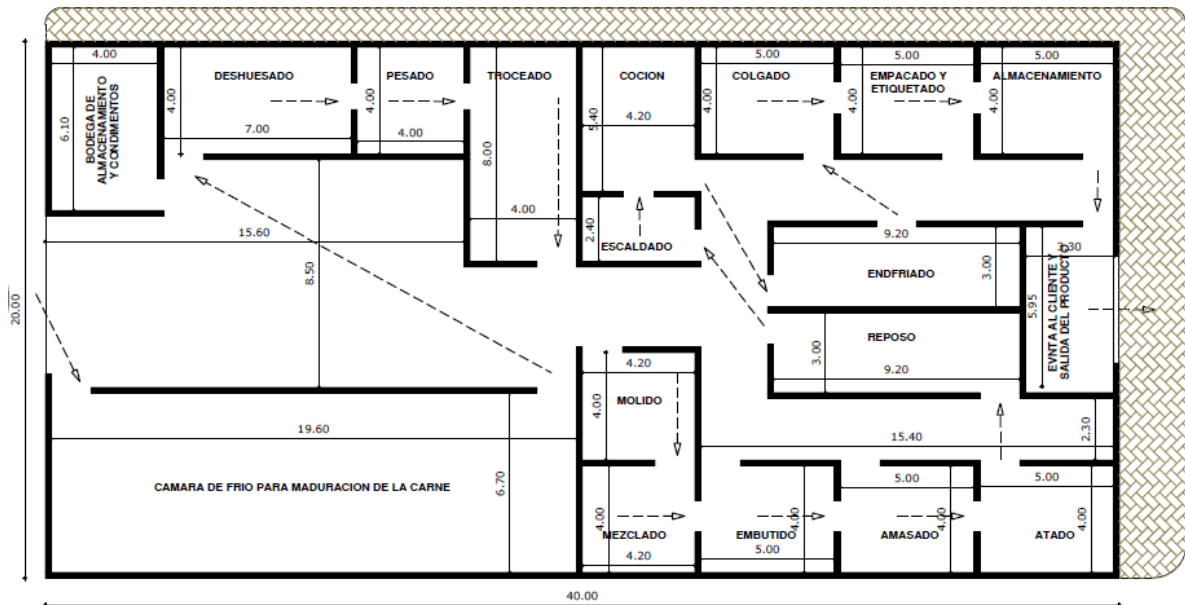 4.00
5.00
5.00
5.00
DESHUESADO
PESADO
TROCEADO
COCION
COLGADO
EMPACADO Y
ETIQUETADO
ALMACENAMIENTO
BODEGA DE
ALMACENAMIENTO
Y CONDIMENTOS
6.10
4.00
4.00
8.00
5.40
4.00
4.00
4.00
7.00
4.00
4.20
4.00
2.40
ESCALDADO
15.60
8.50
9.20
ENDFRIADO
3.00
3.30
5.95
EVNTA AL CLIENTE Y
SALIDA DEL PRODUCTO
20.00
REPOSO
3.00
9.20
4.20
4.00
MOLIDO
19.60
15.40
2.30
CAMARA DE FRIO PARA MADURACION DE LA CARNE
6.70
5.00
5.00
4.00
4.00
4.00
4.00
MEZCLADO
EMBUTIDO
AMASADO
ATADO
4.20
5.00
40.00